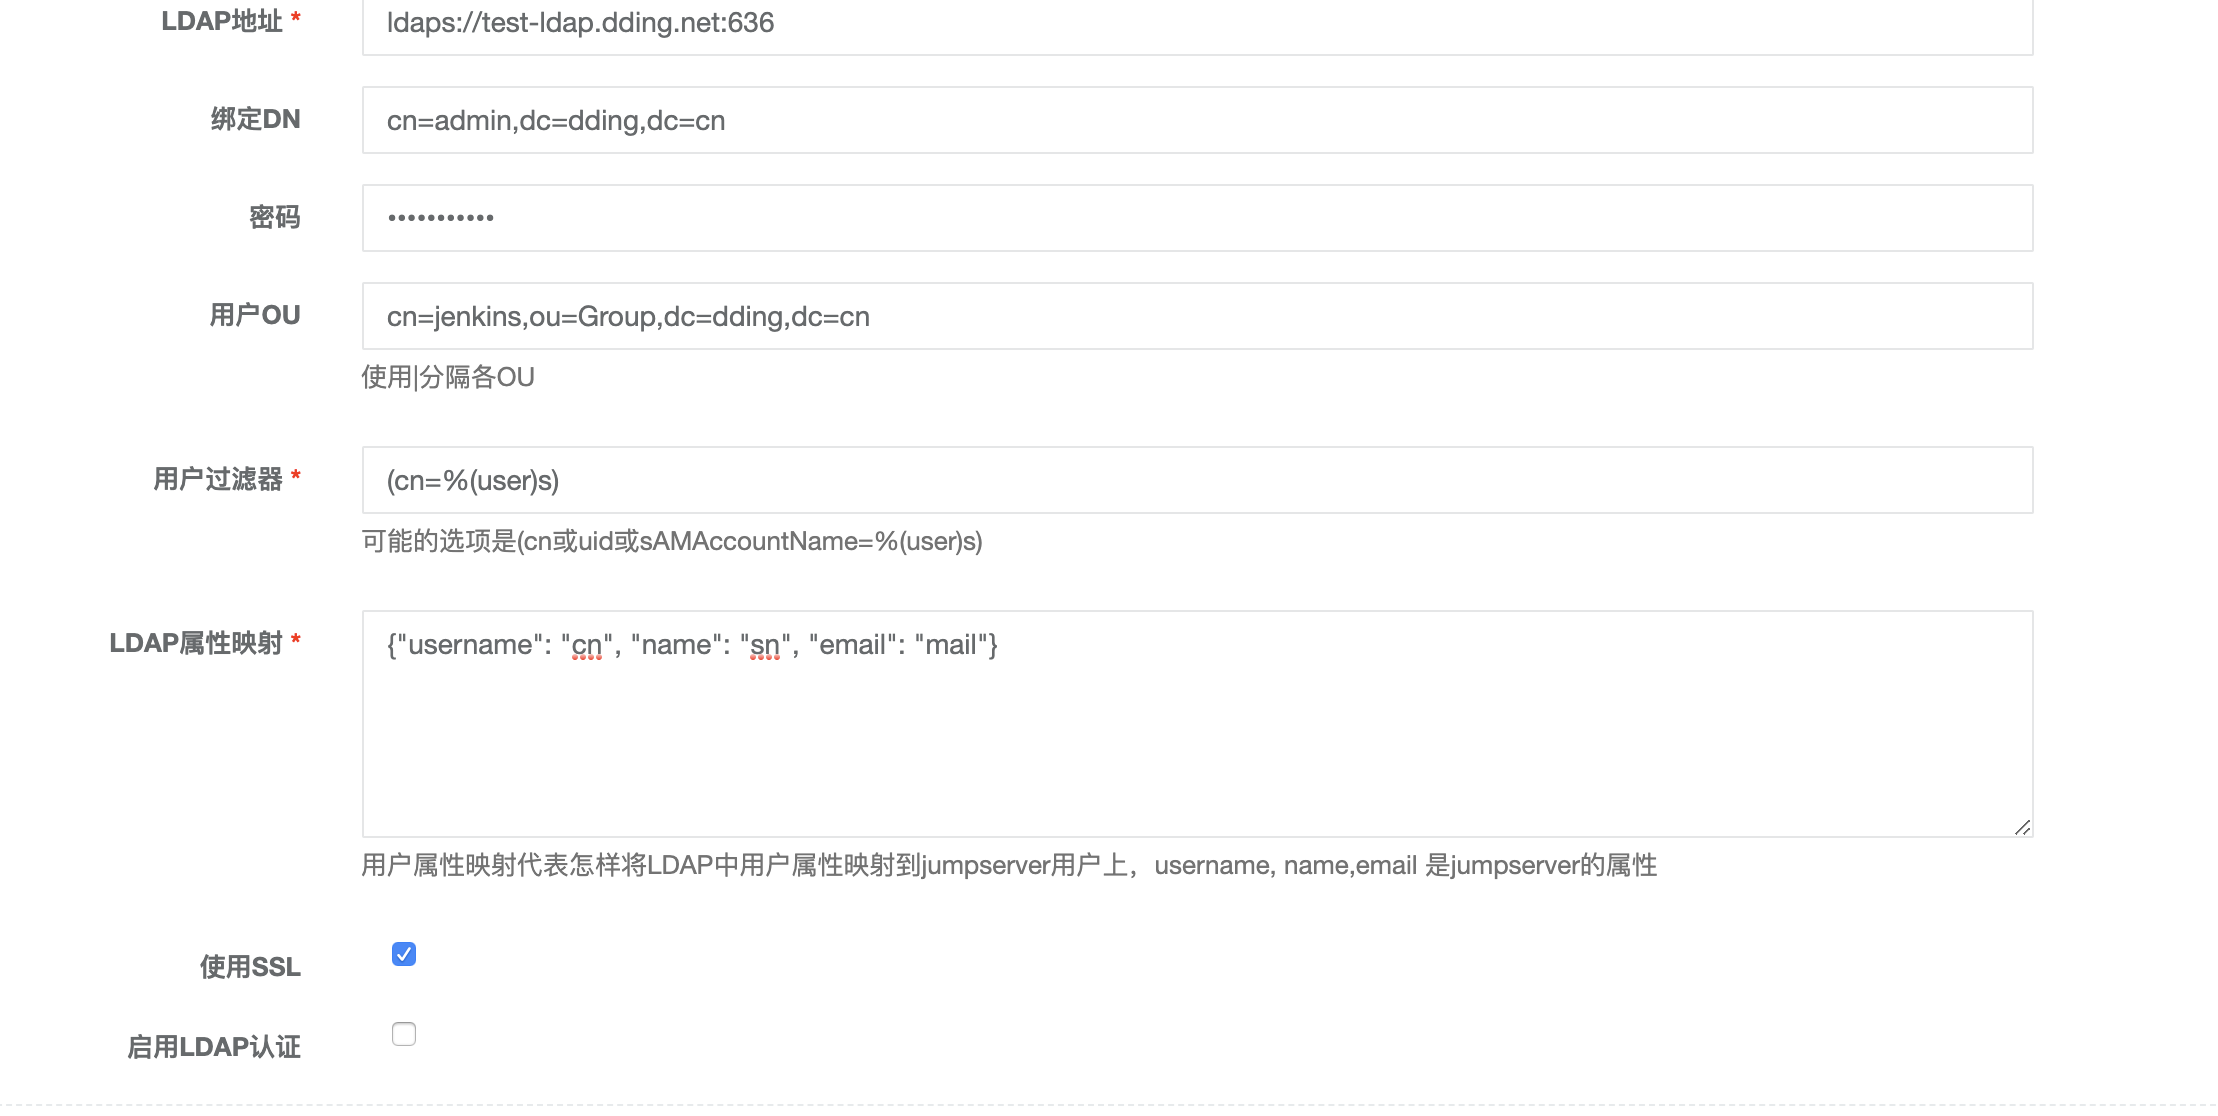 LDAP地址 * ldaps://test-ldap.dding.net:636
绑定DN cn=admin,dc=dding,dc=cn
密码 •••••••••••
用户OU cn=jenkins,ou=Group,dc=dding,dc=cn
使用|分隔各OU
用户过滤器 * (cn=%(user)s)
可能的选项是(cn或uid或sAMAccountName=%(user)s)
LDAP属性映射 * {"username": "cn", "name": "sn", "email": "mail"}
用户属性映射代表怎样将LDAP中用户属性映射到jumpserver用户上，username, name,email 是jumpserver的属性
使用SSL
启用LDAP认证